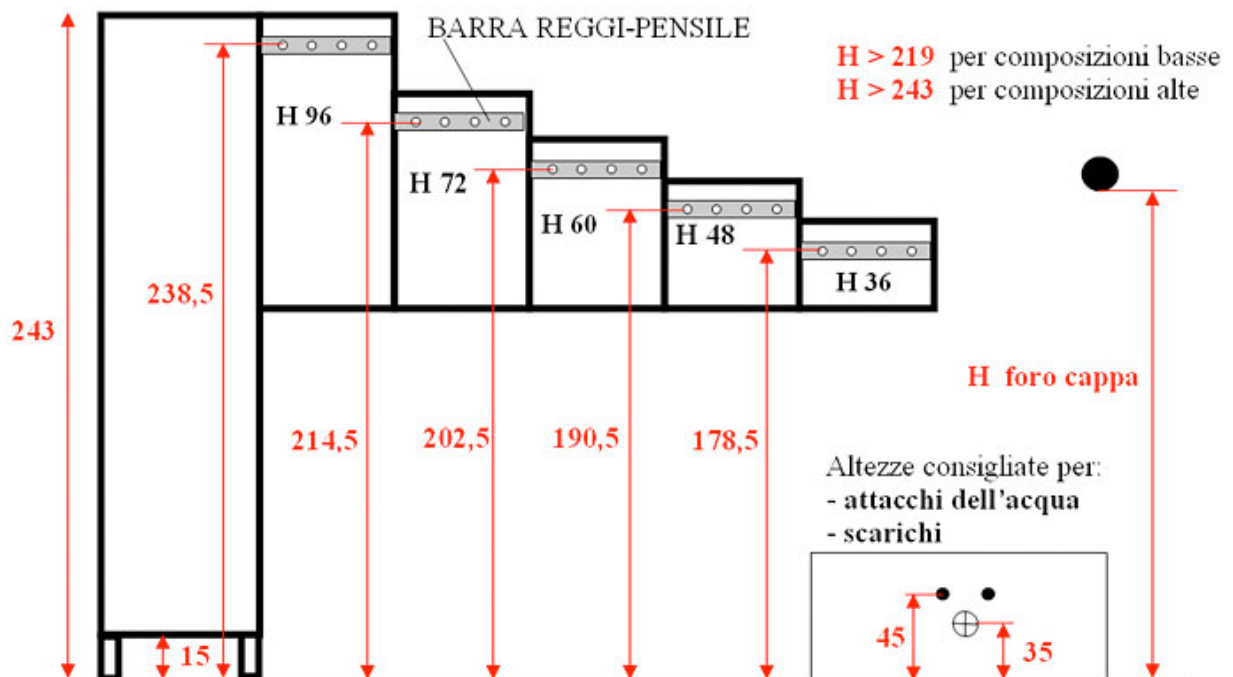 BARRA REGGI-PENSILE
H > 219 per composizioni basse
H > 243 per composizioni alte
H 96
H 72
H 60
H 48
H 36
238,5
243
H foro cappa
214,5
202,5
190,5
178,5
Altezze consigliate per:
- attacchi dell'acqua
- scarichi
15
45
35